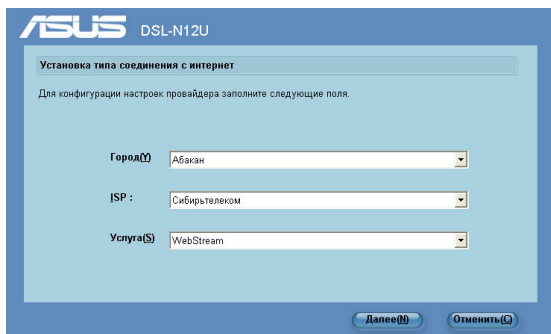 ASUS DSL-N12U
Установка типа соединения с интернет
Для конфигурации настроек провайдера заполните следующие поля.
Город(Y) Абакан
ISP : Сибирьтелеком
Услуга(S) WebStream
Далее(N) Отменить(C)